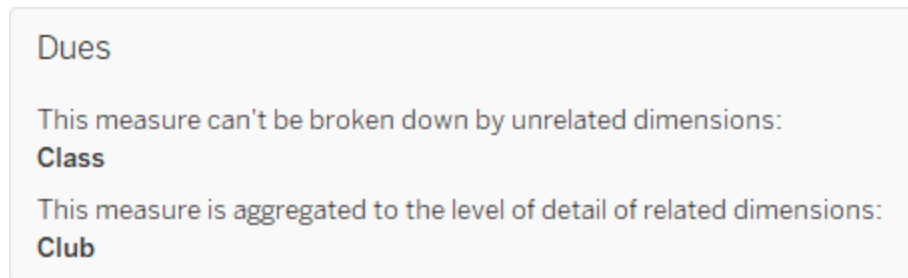 Dues
This measure can't be broken down by unrelated dimensions:
Class
This measure is aggregated to the level of detail of related dimensions:
Club